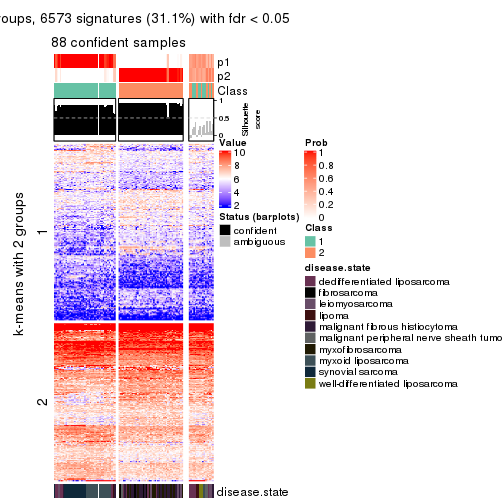 roups, 6573 signatures (31.1%) with fdr < 0.05
88 confident samples
p1
p2
Class
1
0.5
0
Silhouette
score
k-means with 2 groups
1
2
disease.state
Value
10
8
6
4
2
Status (barplots)
confident
ambiguous
Prob
1
0.8
0.6
0.4
0.2
0
Class
1
2
disease.state
dedifferentiated liposarcoma
fibrosarcoma
leiomyosarcoma
lipoma
malignant fibrous histiocytoma
malignant peripheral nerve sheath tumo
myxofibrosarcoma
myxoid liposarcoma
synovial sarcoma
well-differentiated liposarcoma